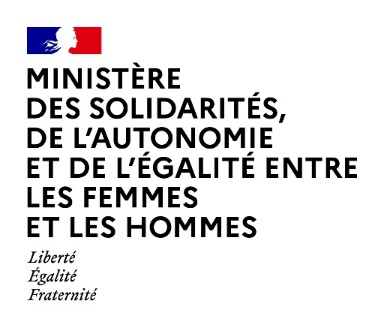 MINISTÈRE
DES SOLIDARITÉS,
DE L'AUTONOMIE
ET DE L'ÉGALITÉ ENTRE
LES FEMMES
ET LES HOMMES
Liberté
Égalité
Fraternité